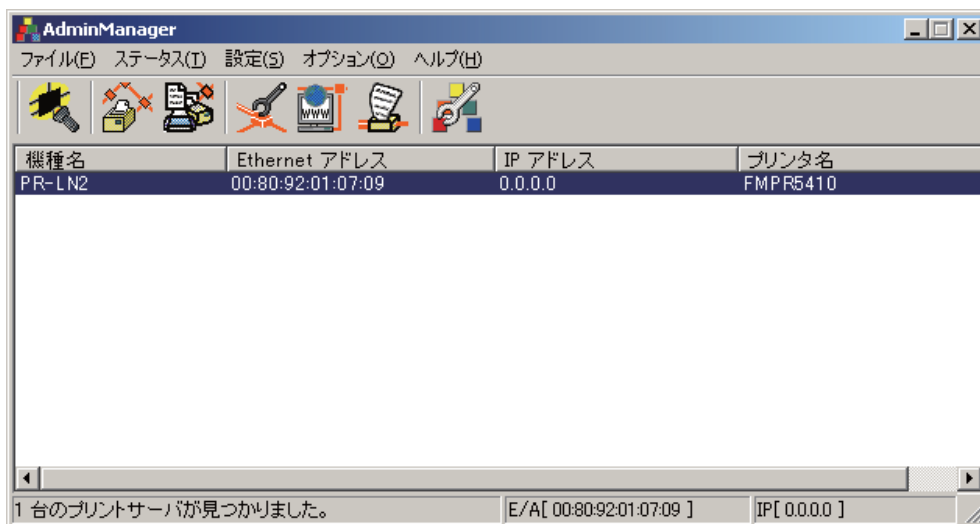 AdminManager
ファイル(F) ステータス(T) 設定(S) オプション(O) ヘルプ(H)
WWW
機種名 Ethernet アドレス IP アドレス プリンタ名
PR-LN2 00:80:92:01:07:09 0.0.0.0 FMPR5410
1 台のプリントサーバが見つかりました。 E/A[ 00:80:92:01:07:09 ] IP[ 0.0.0.0 ]